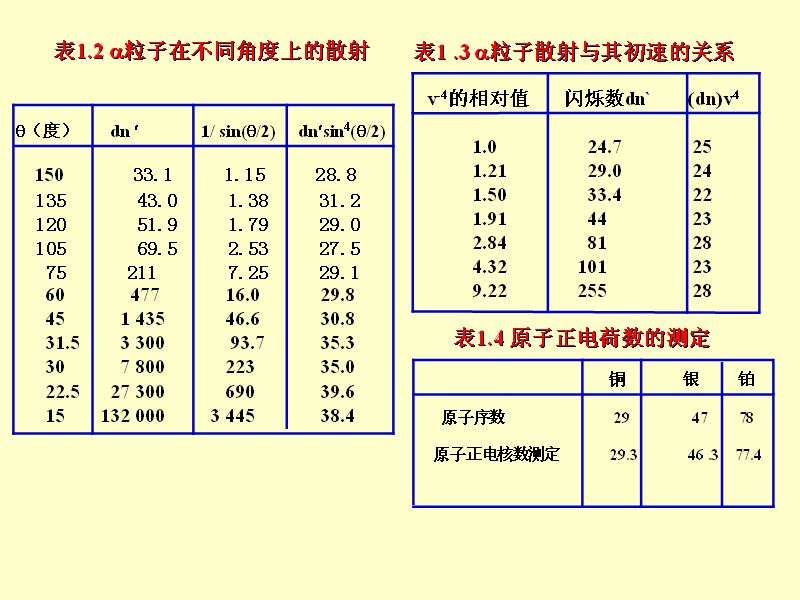 表1.2 α粒子在不同角度上的散射
θ（度） dn ′ 1/ sin(θ/2) dn′sin4(θ/2)
150 33.1 1.15 28.8
135 43.0 1.38 31.2
120 51.9 1.79 29.0
105 69.5 2.53 27.5
75 211 7.25 29.1
60 477 16.0 29.8
45 1 435 46.6 30.8
31.5 3 300 93.7 35.3
30 7 800 223 35.0
22.5 27 300 690 39.6
15 132 000 3 445 38.4
表1 .3 α粒子散射与其初速的关系
v-4的相对值 闪烁数dn` (dn)v4
1.0 24.7 25
1.21 29.0 24
1.50 33.4 22
1.91 44 23
2.84 81 28
4.32 101 23
9.22 255 28
表1.4 原子正电荷数的测定
铜 银 铂
原子序数 29 47 78
原子正电核数测定 29.3 46 .3 77.4